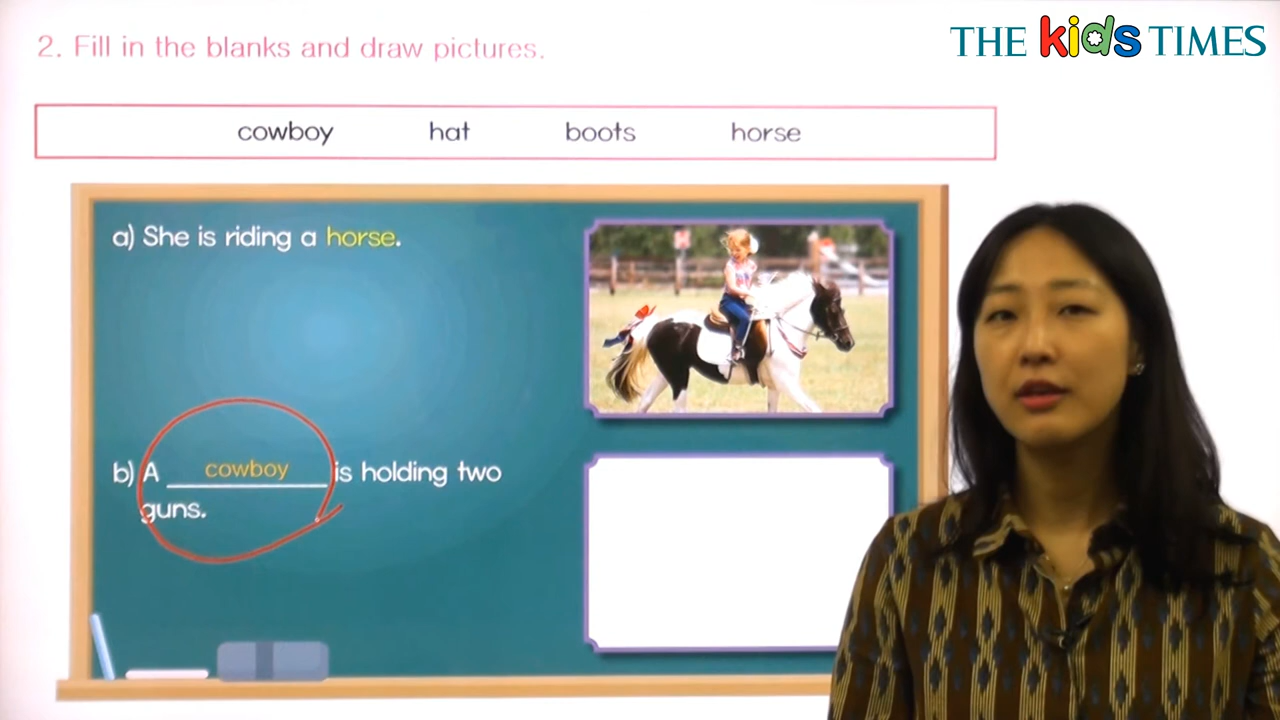 THE kids TIMES
2. Fill in the blanks and draw pictures.
cowboy hat boots horse
a) She is riding a horse.
b) A cowboy is holding two
guns.